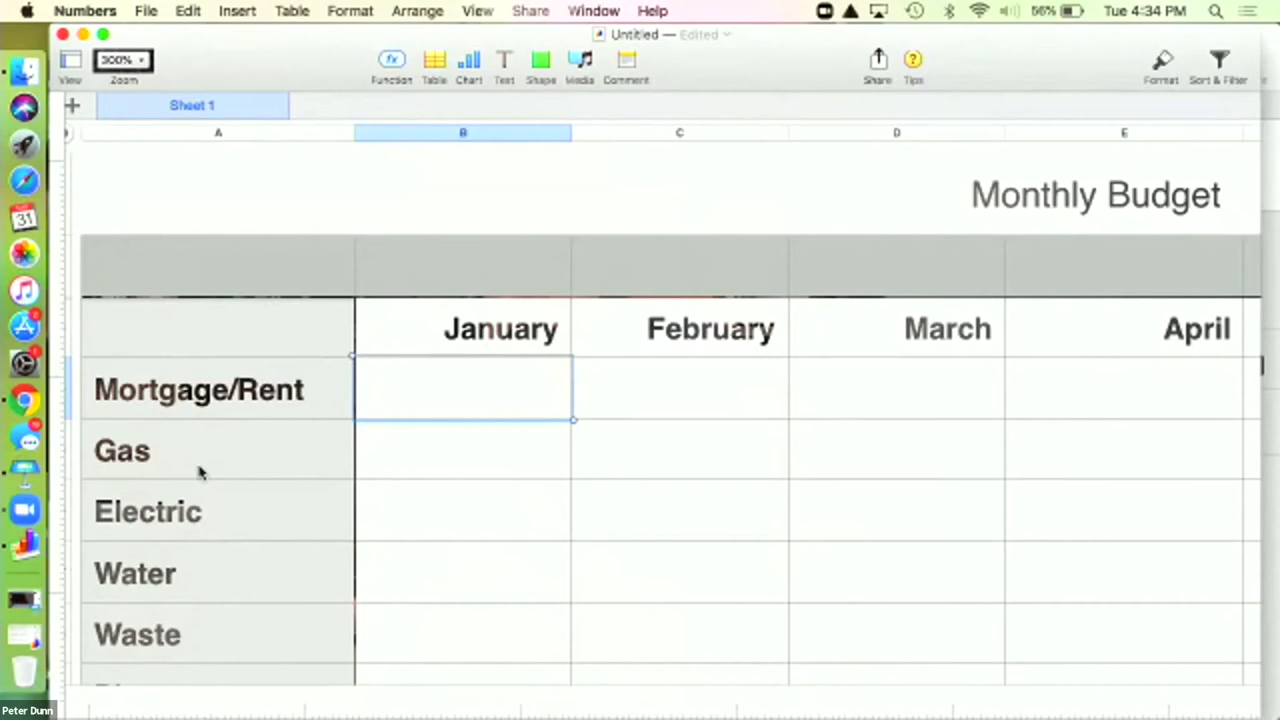 Numbers File Edit Insert Table Format Arrange View Share Window Help 56% Tue 4:34 PM
Untitled — Edited
300%
View Zoom Function Table Chart Text Shape Media Comment Share Tips Format Sort & Filter
Sheet 1
A B C D E
Monthly Budget
January February March April
Mortgage/Rent
Gas
Electric
Water
Waste
Peter Dunn